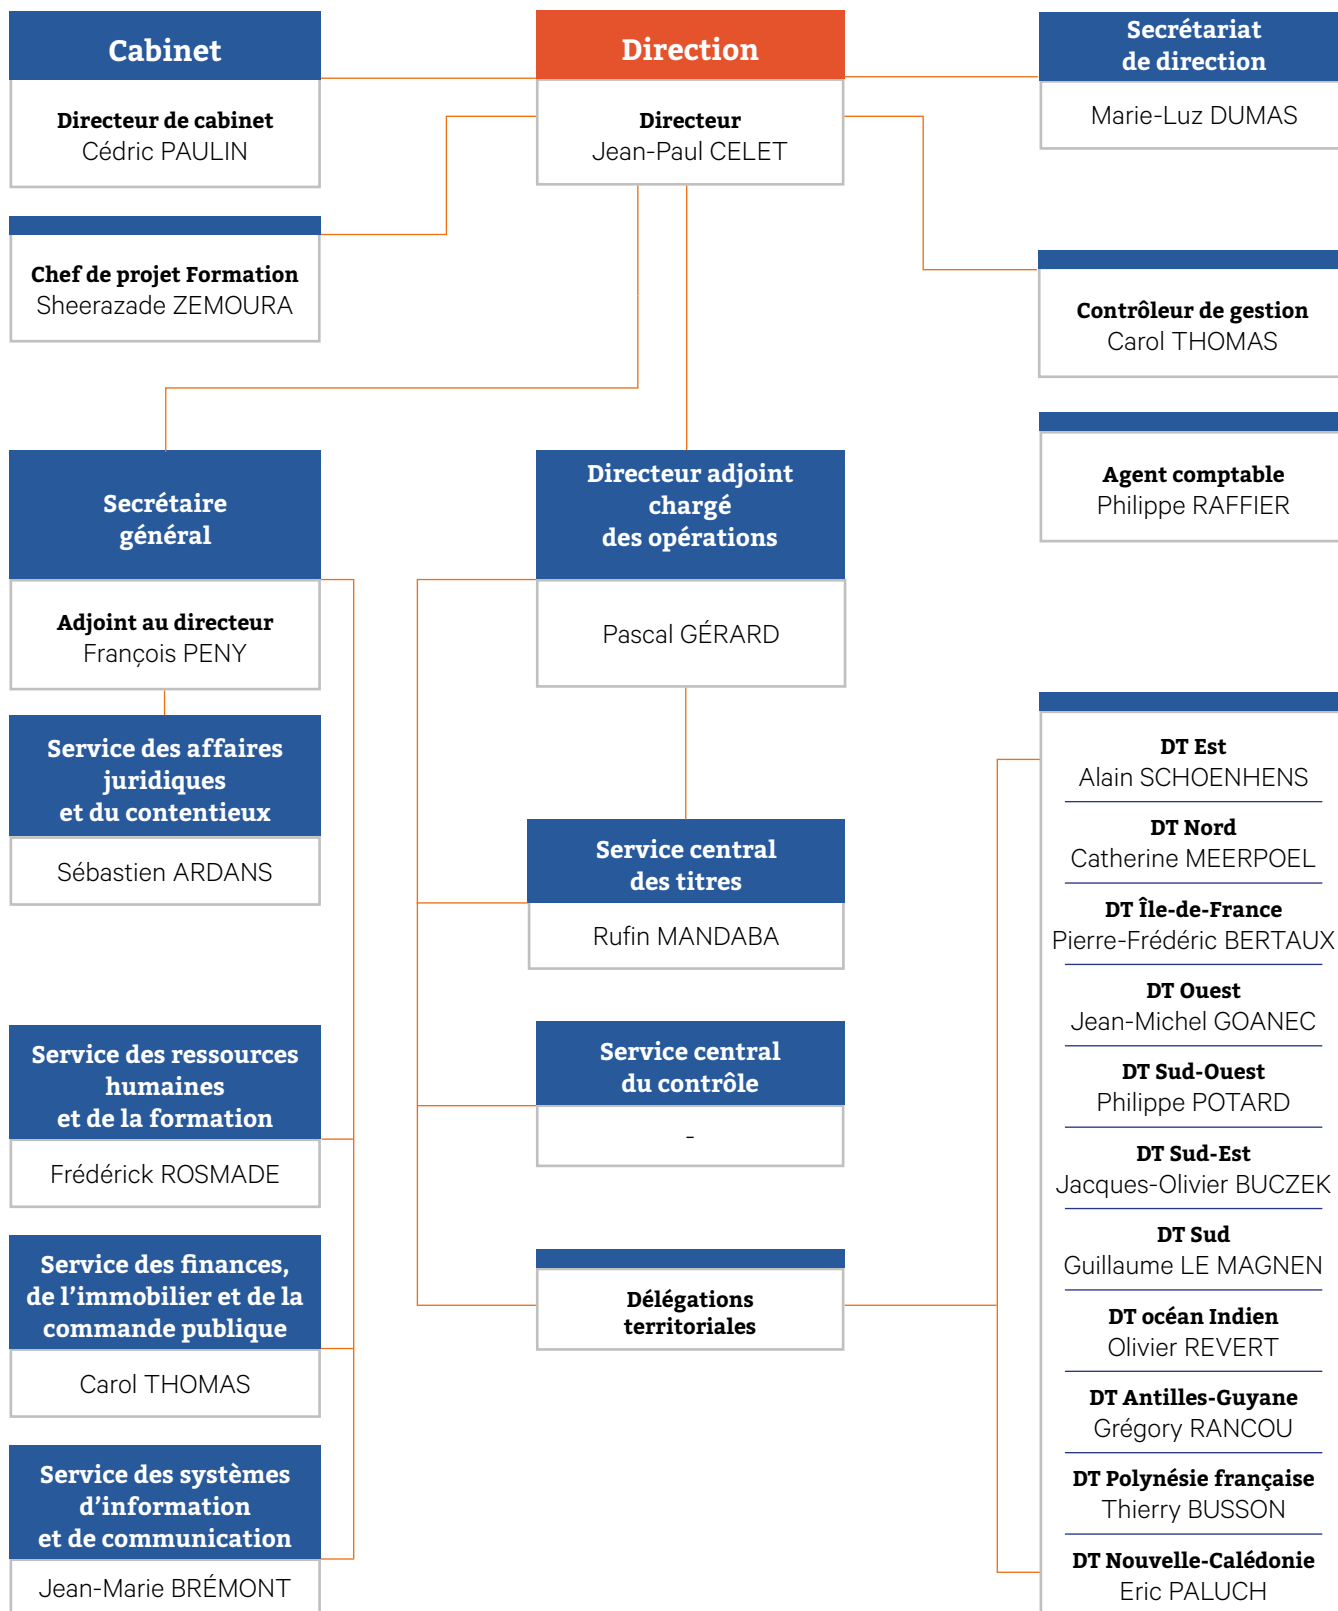 Cabinet
Directeur de cabinet
Cédric PAULIN
Direction
Directeur
Jean-Paul CELET
Secrétariat
de direction
Marie-Luz DUMAS
Chef de projet Formation
Sheerazade ZEMOURA
Contrôleur de gestion
Carol THOMAS
Agent comptable
Philippe RAFFIER
Secrétaire
général
Adjoint au directeur
François PENY
Directeur adjoint
chargé
des opérations
Pascal GÉRARD
Service des affaires
juridiques
et du contentieux
Sébastien ARDANS
Service des ressources
humaines
et de la formation
Frédérick ROSMADE
Service des finances,
de l'immobilier et de la
commande publique
Carol THOMAS
Service des systèmes
d'information
et de communication
Jean-Marie BRÉMONT
Service central
des titres
Rufin MANDABA
Service central
du contrôle
-
Délégations
territoriales
DT Est
Alain SCHOENHENS
DT Nord
Catherine MEERPOEL
DT Île-de-France
Pierre-Frédéric BERTAUX
DT Ouest
Jean-Michel GOANEC
DT Sud-Ouest
Philippe POTARD
DT Sud-Est
Jacques-Olivier BUCZEK
DT Sud
Guillaume LE MAGNEN
DT océan Indien
Olivier REVERT
DT Antilles-Guyane
Grégory RANCOU
DT Polynésie française
Thierry BUSSON
DT Nouvelle-Calédonie
Eric PALUCH